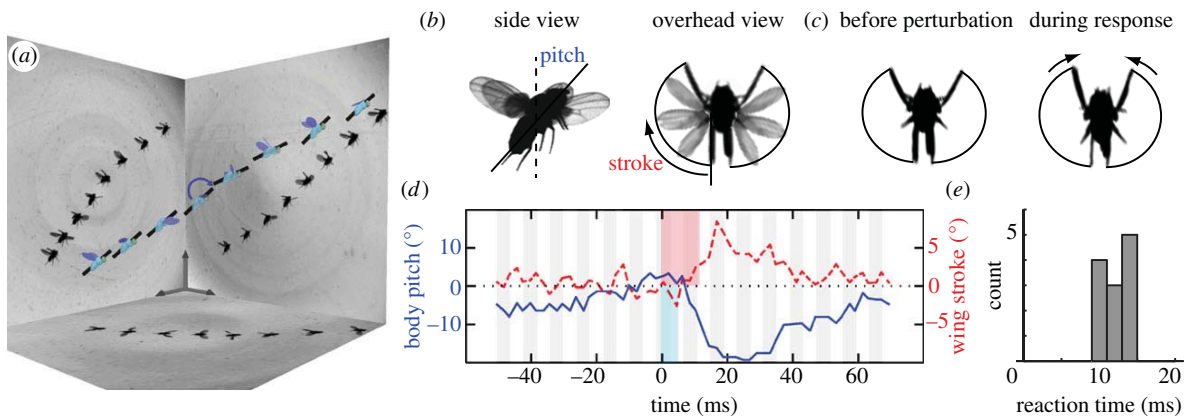 (a)
(b)
side view
pitch
overhead view
stroke
(c)
before perturbation
during response
(d)
body pitch (°)
10
0
−10
wing stroke (°)
5
0
−5
−40
−20
0
20
40
60
time (ms)
(e)
count
5
0
10
20
reaction time (ms)